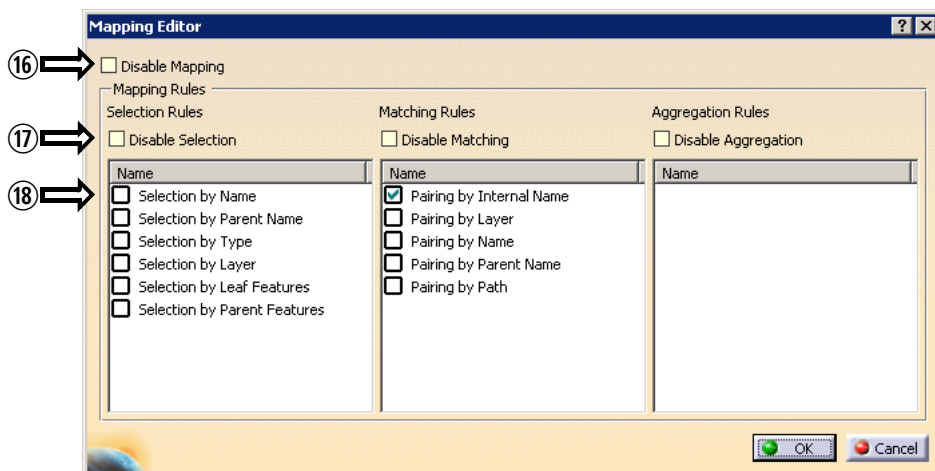 Mapping Editor
⑯ Disable Mapping
Mapping Rules
Selection Rules Matching Rules Aggregation Rules
⑰ Disable Selection Disable Matching Disable Aggregation
Name Name Name
⑱ Selection by Name Pairing by Internal Name
Selection by Parent Name Pairing by Layer
Selection by Type Pairing by Name
Selection by Layer Pairing by Parent Name
Selection by Leaf Features Pairing by Path
Selection by Parent Features
OK Cancel